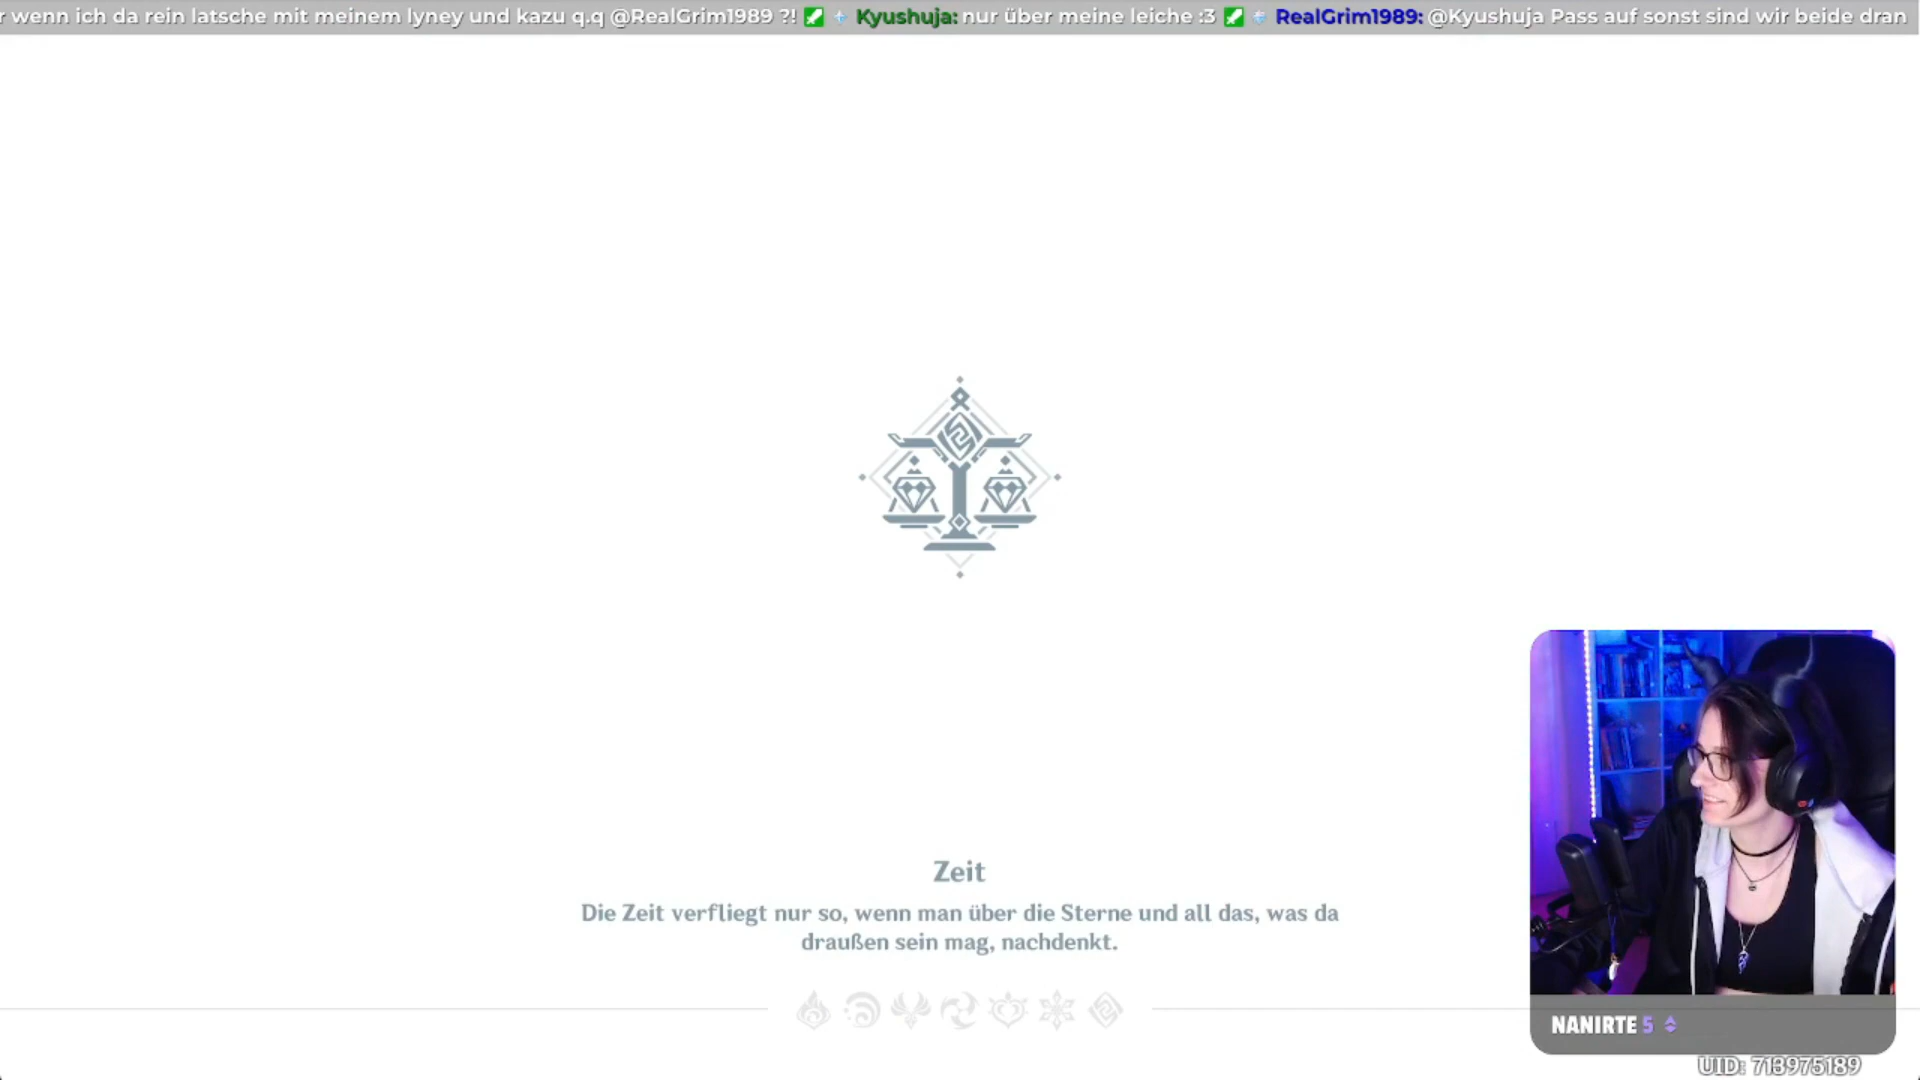 wenn ich da rein latsche mit meinem lyney und kazu q.q @RealGrim1989 ?! Kyushuja: nur über meine leiche :3 RealGrim1989: @Kyushuja Pass auf sonst sind wir beide dran
Zeit
Die Zeit verfliegt nur so, wenn man über die Sterne und all das, was da
draußen sein mag, nachdenkt.
NANIRTE 5
UID: 713975189